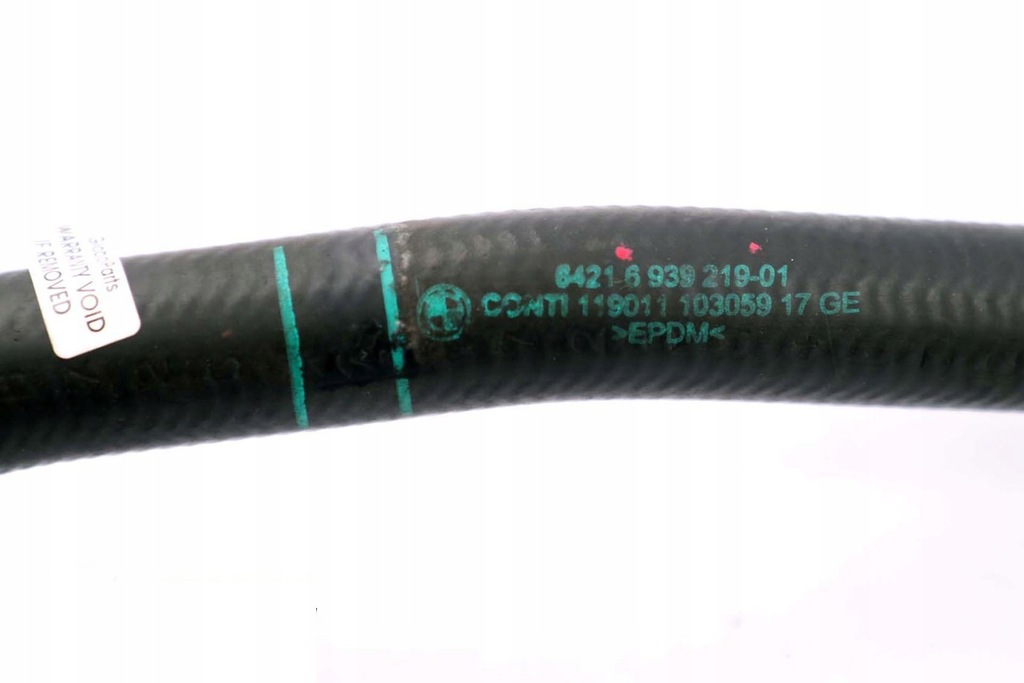 WARRANTY VOID
IF REMOVED
6421 6 939 219-01
CONTI 119011 103059 17 GE
>EPDM<